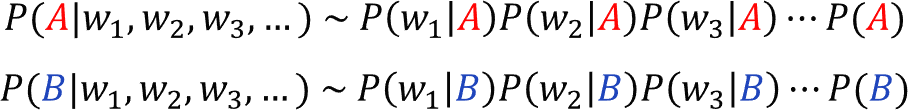 P(A|w₁, w₂, w₃, … ) ~ P(w₁|A)P(w₂|A)P(w₃|A) ⋯ P(A)
P(B|w₁, w₂, w₃, … ) ~ P(w₁|B)P(w₂|B)P(w₃|B) ⋯ P(B)